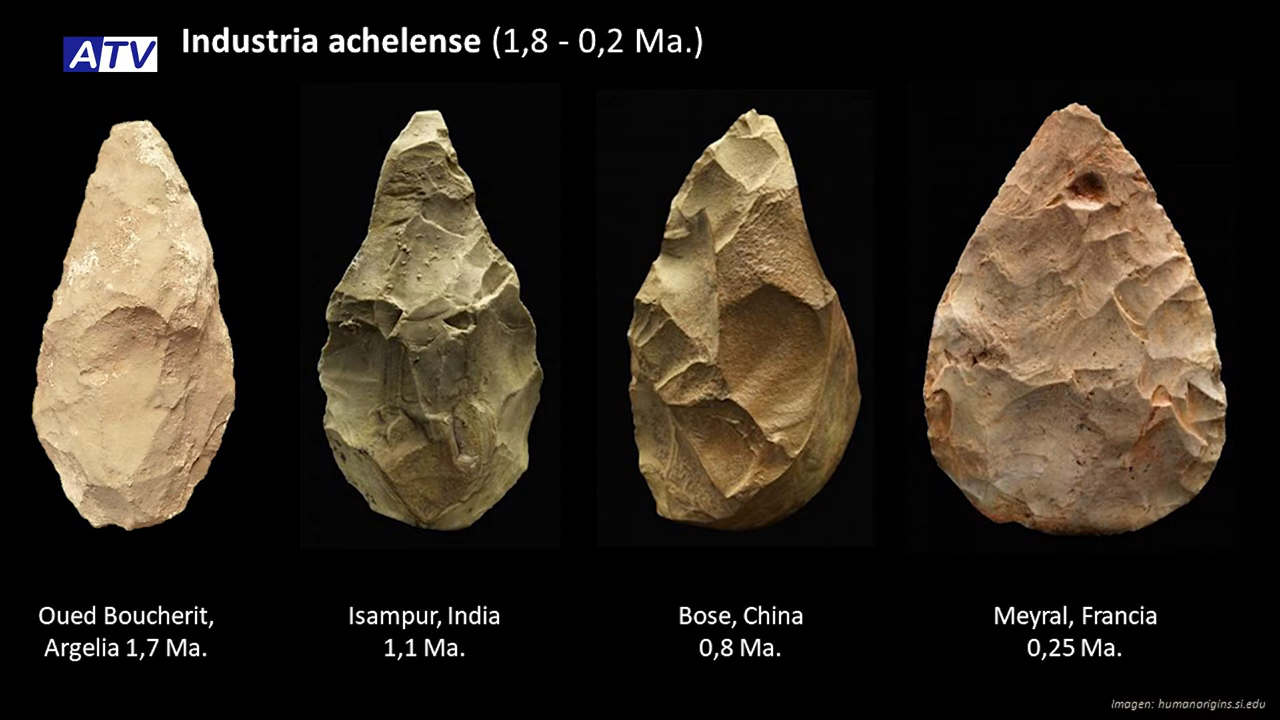 ATV
Industria achelense (1,8 - 0,2 Ma.)
Oued Boucherit,
Argelia 1,7 Ma.
Isampur, India
1,1 Ma.
Bose, China
0,8 Ma.
Meyral, Francia
0,25 Ma.
Imagen: humanorigins.si.edu